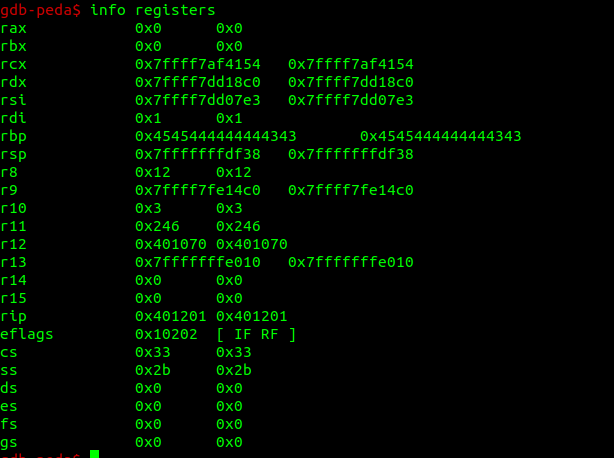 gdb-peda$ info registers
rax 0x0 0x0
rbx 0x0 0x0
rcx 0x7ffff7af4154 0x7ffff7af4154
rdx 0x7ffff7dd18c0 0x7ffff7dd18c0
rsi 0x7ffff7dd07e3 0x7ffff7dd07e3
rdi 0x1 0x1
rbp 0x4545444444444343 0x4545444444444343
rsp 0x7fffffffdf38 0x7fffffffdf38
r8 0x12 0x12
r9 0x7ffff7fe14c0 0x7ffff7fe14c0
r10 0x3 0x3
r11 0x246 0x246
r12 0x401070 0x401070
r13 0x7fffffffe010 0x7fffffffe010
r14 0x0 0x0
r15 0x0 0x0
rip 0x401201 0x401201
eflags 0x10202 [ IF RF ]
cs 0x33 0x33
ss 0x2b 0x2b
ds 0x0 0x0
es 0x0 0x0
fs 0x0 0x0
gs 0x0 0x0
gdb-peda$